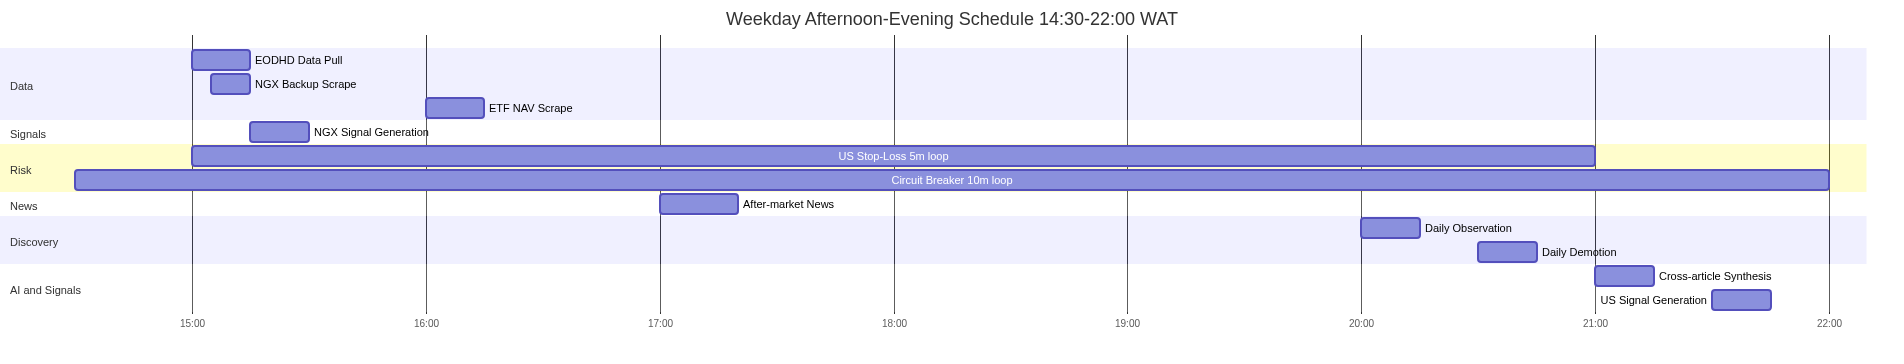 Weekday Afternoon-Evening Schedule 14:30-22:00 WAT
Data
EODHD Data Pull
NGX Backup Scrape
ETF NAV Scrape
Signals
NGX Signal Generation
Risk
US Stop-Loss 5m loop
Circuit Breaker 10m loop
News
After-market News
Discovery
Daily Observation
Daily Demotion
AI and Signals
Cross-article Synthesis
US Signal Generation
15:00 16:00 17:00 18:00 19:00 20:00 21:00 22:00